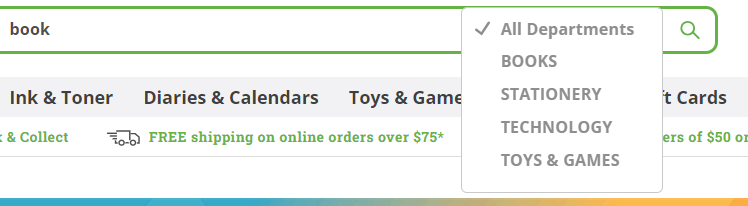 book
All Departments
BOOKS
STATIONERY
TECHNOLOGY
TOYS & GAMES
Ink & Toner Diaries & Calendars Toys & Game ft Cards
& Collect FREE shipping on online orders over $75* ers of $50 or